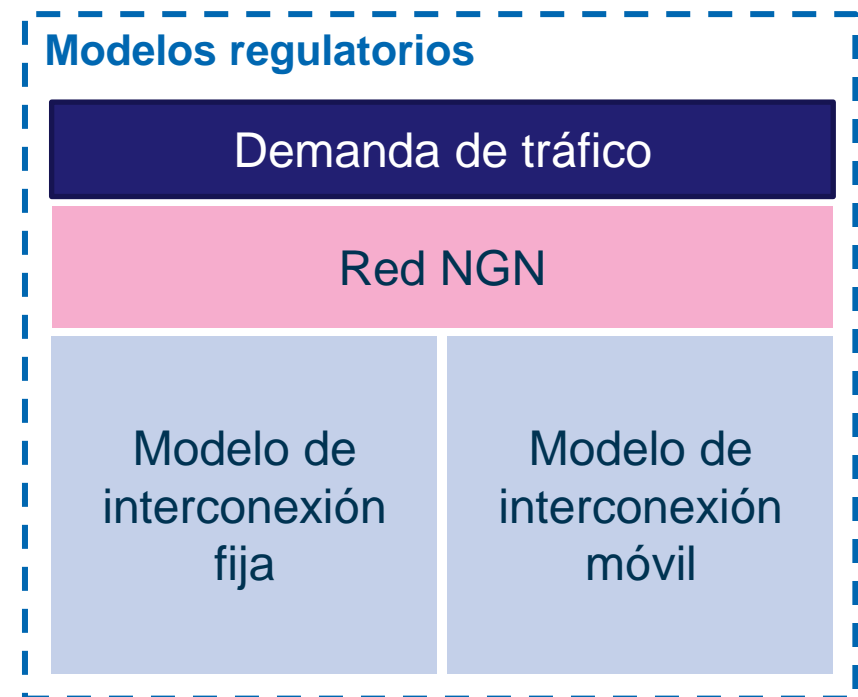 Modelos regulatorios
Demanda de tráfico
Red NGN
Modelo de
interconexión
fija
Modelo de
interconexión
móvil